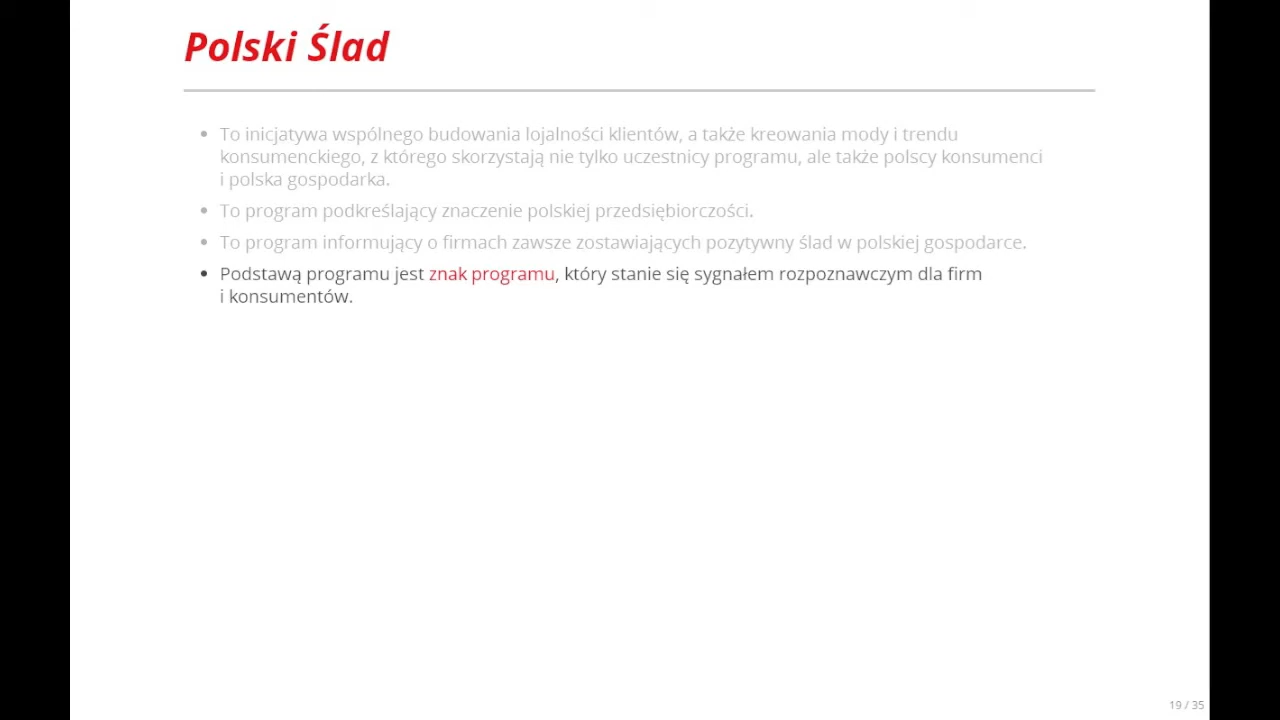 Polski Ślad
• To inicjatywa wspólnego budowania lojalności klientów, a także kreowania mody i trendu
konsumenckiego, z którego skorzystają nie tylko uczestnicy programu, ale także polscy konsumenci
i polska gospodarka.
• To program podkreślający znaczenie polskiej przedsiębiorczości.
• To program informujący o firmach zawsze zostawiających pozytywny ślad w polskiej gospodarce.
• Podstawą programu jest znak programu, który stanie się sygnałem rozpoznawczym dla firm
i konsumentów.
19 / 35